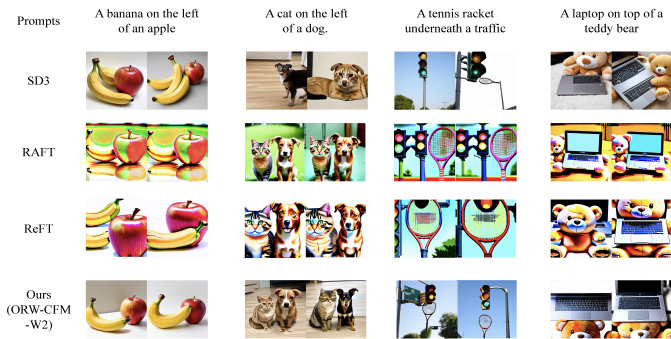 Prompts
A banana on the left
of an apple
A cat on the left
of a dog.
A tennis racket
underneath a traffic
A laptop on top of a
teddy bear
SD3
RAFT
ReFT
Ours
(ORW-CFM
-W2)